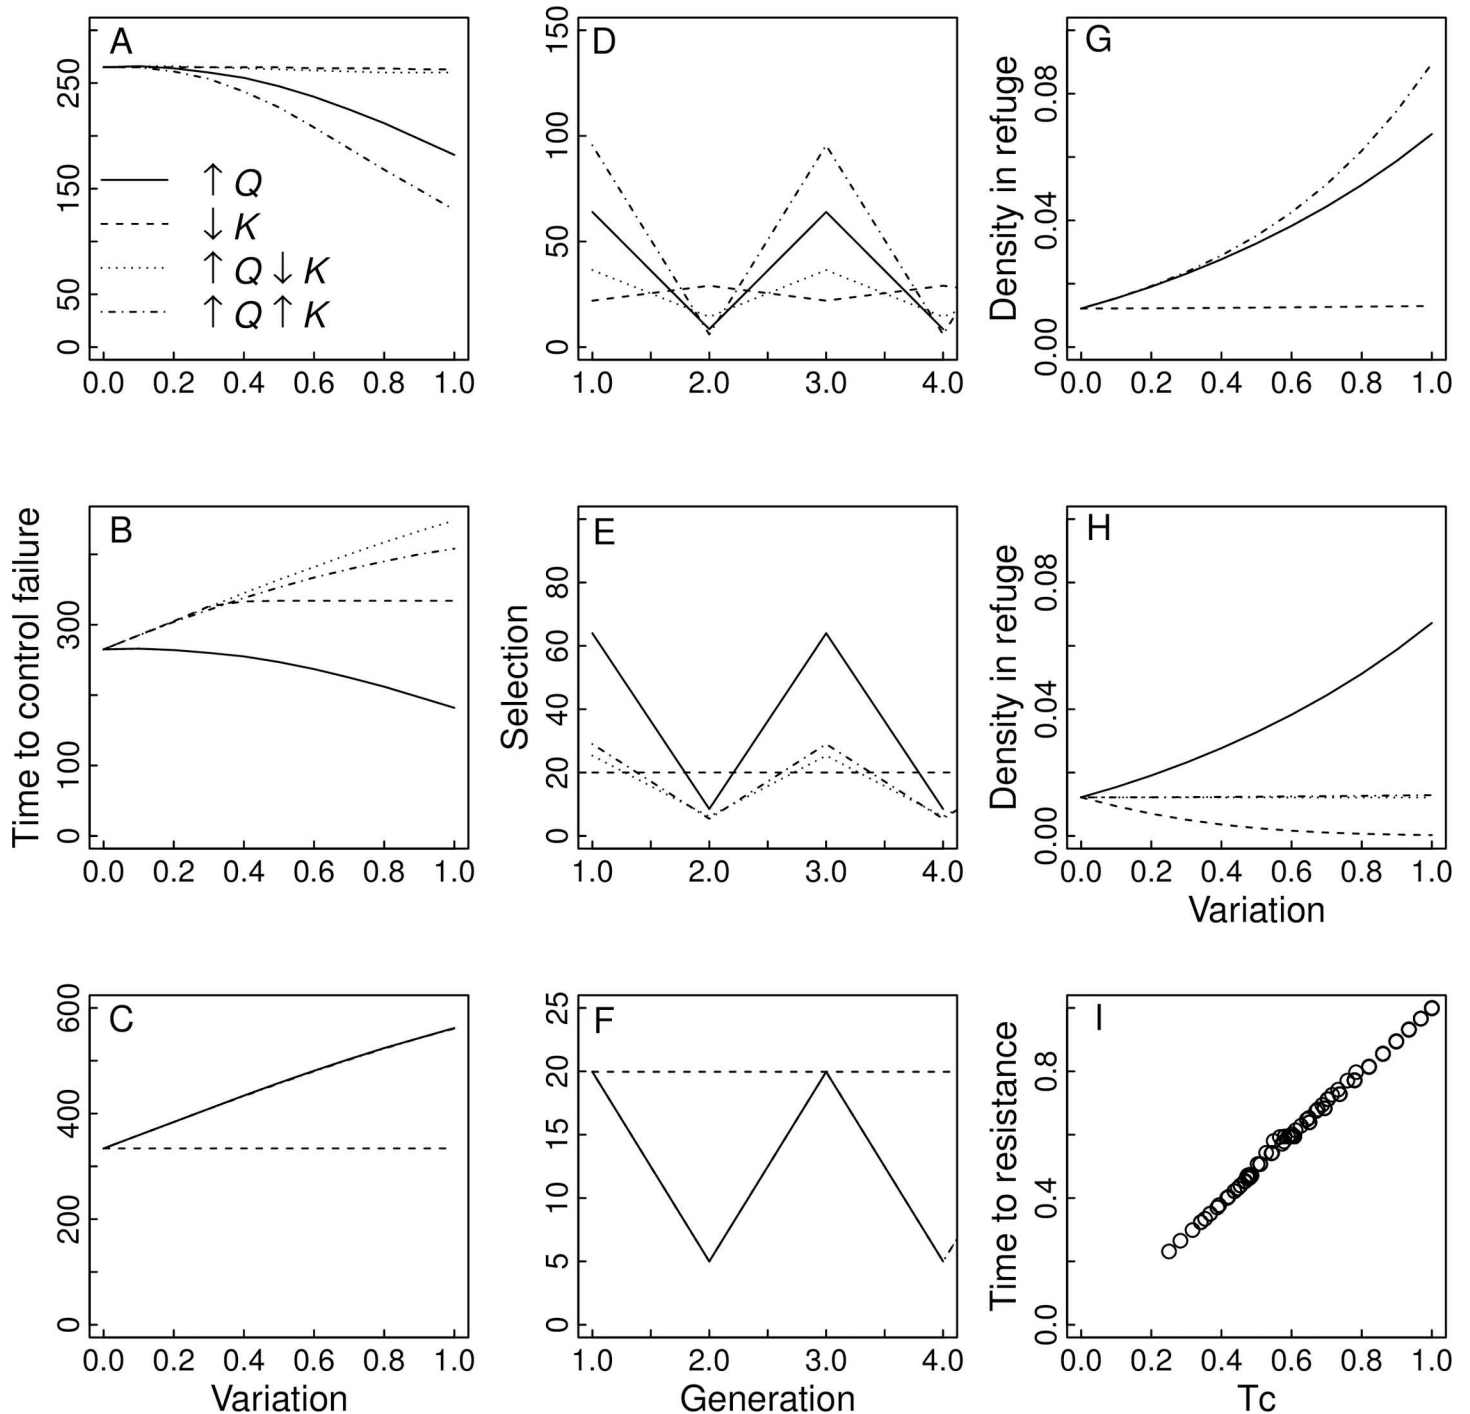 A
250
150
50
0
↑ Q
↓ K
↑ Q ↓ K
↑ Q ↑ K
0.0 0.2 0.4 0.6 0.8 1.0
D
150
100
50
0
1.0 2.0 3.0 4.0
G
Density in refuge
0.08
0.04
0.00
0.0 0.2 0.4 0.6 0.8 1.0
Time to control failure
B
300
100
0
0.0 0.2 0.4 0.6 0.8 1.0
Selection
E
80
60
40
20
0
1.0 2.0 3.0 4.0
H
Density in refuge
0.08
0.04
0.00
0.0 0.2 0.4 0.6 0.8 1.0
Variation
C
600
400
200
0
0.0 0.2 0.4 0.6 0.8 1.0
Variation
F
25
20
15
10
5
0
1.0 2.0 3.0 4.0
Generation
I
Time to resistance
0.8
0.4
0.0
0.0 0.2 0.4 0.6 0.8 1.0
Tc